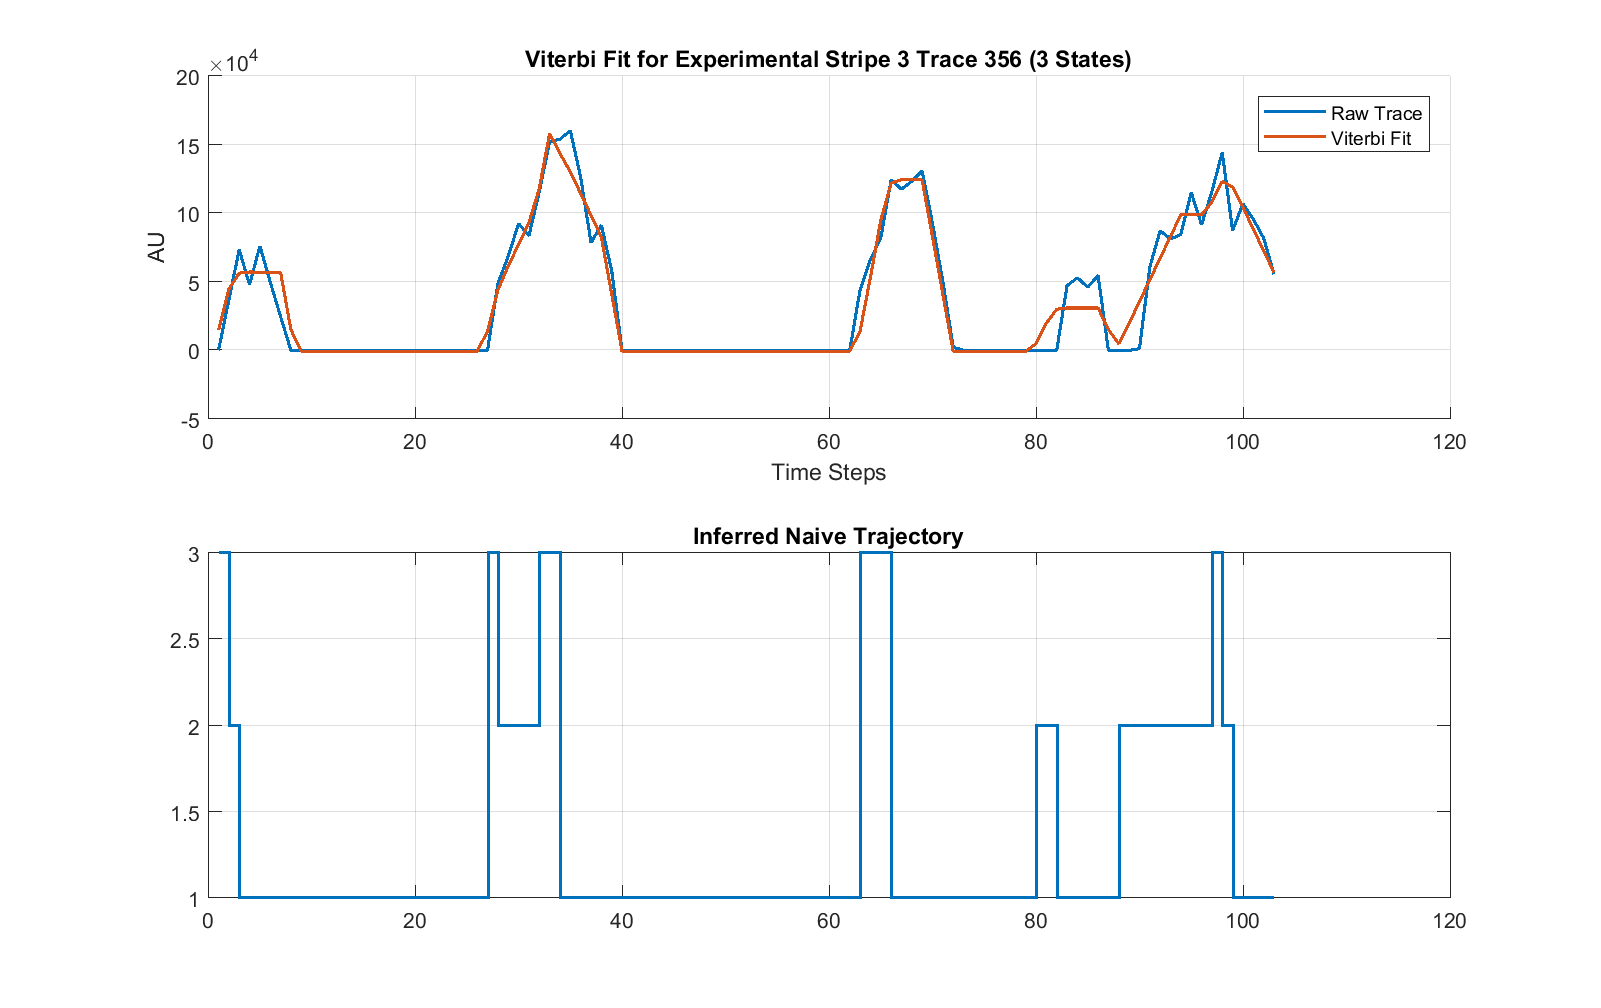 Viterbi Fit for Experimental Stripe 3 Trace 356 (3 States)
×10⁴
20
15
10
5
0
-5
AU
Raw Trace
Viterbi Fit
0 20 40 60 80 100 120
Time Steps
Inferred Naive Trajectory
3
2.5
2
1.5
1
0 20 40 60 80 100 120